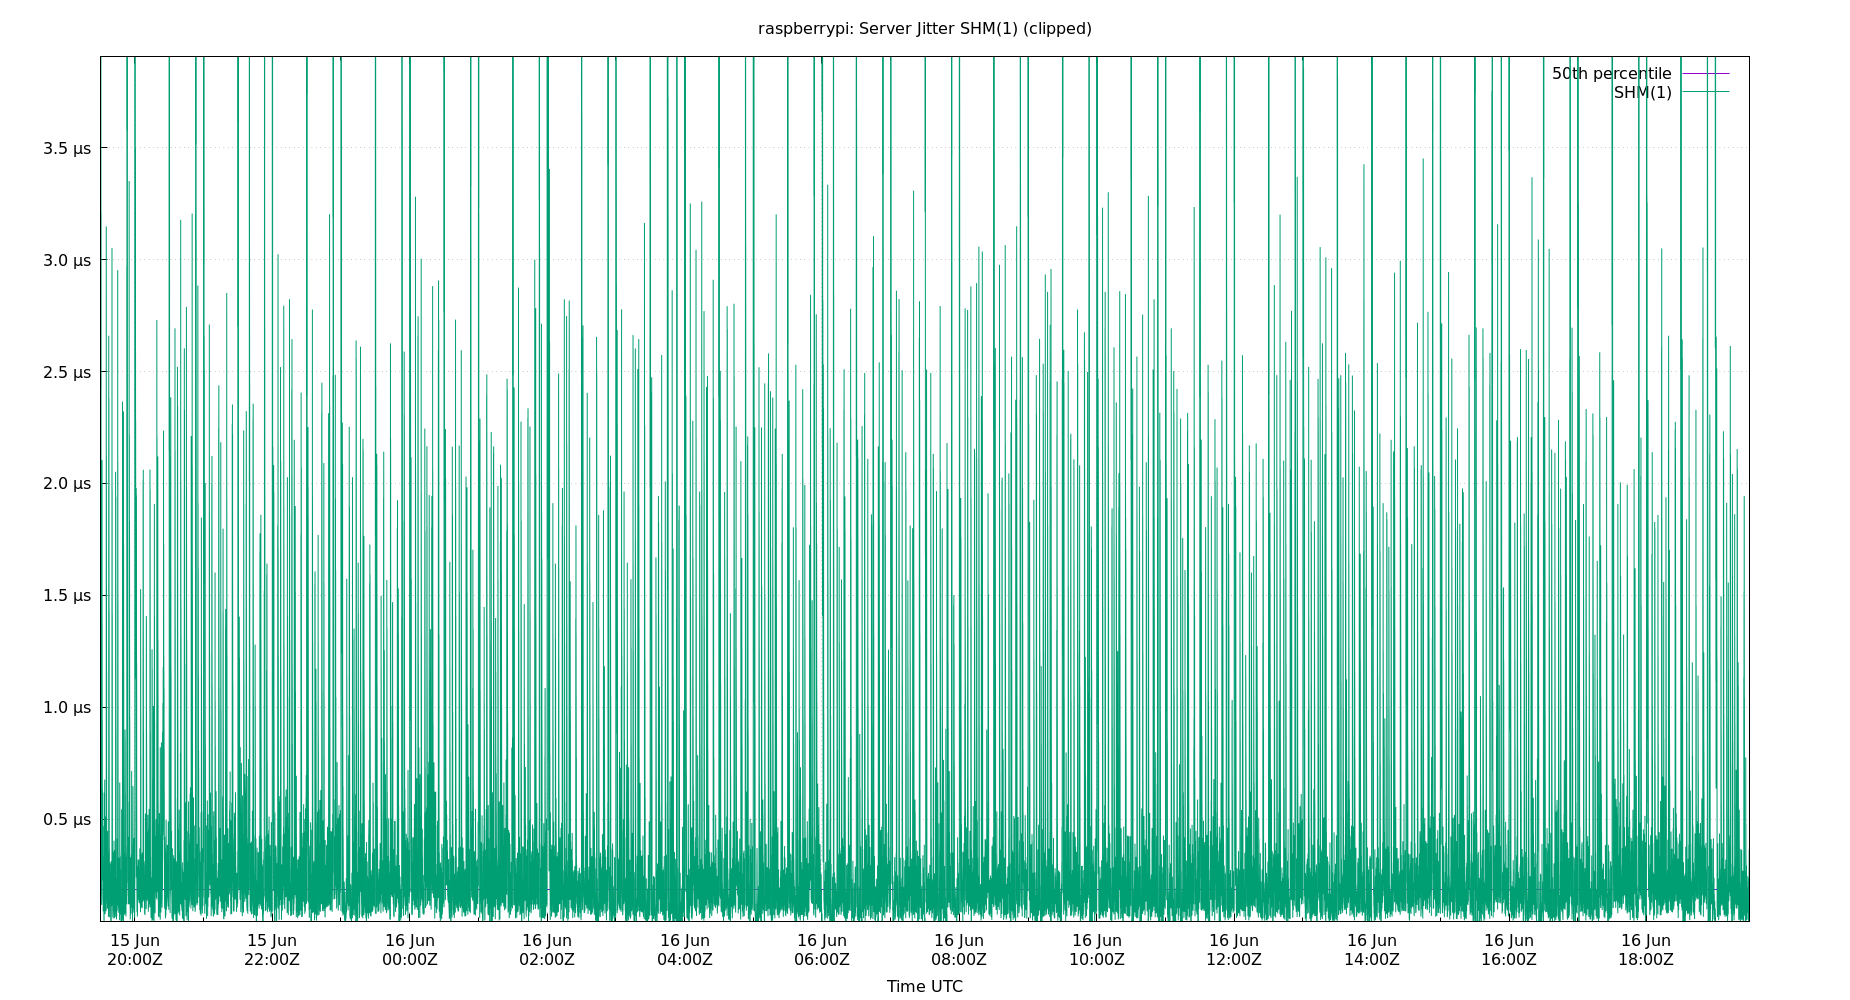 raspberrypi: Server Jitter SHM(1) (clipped)
50th percentile
SHM(1)
3.5 μs
3.0 μs
2.5 μs
2.0 μs
1.5 μs
1.0 μs
0.5 μs
15 Jun 15 Jun 16 Jun 16 Jun 16 Jun 16 Jun 16 Jun 16 Jun 16 Jun 16 Jun 16 Jun 16 Jun
20:00Z 22:00Z 00:00Z 02:00Z 04:00Z 06:00Z 08:00Z 10:00Z 12:00Z 14:00Z 16:00Z 18:00Z
Time UTC